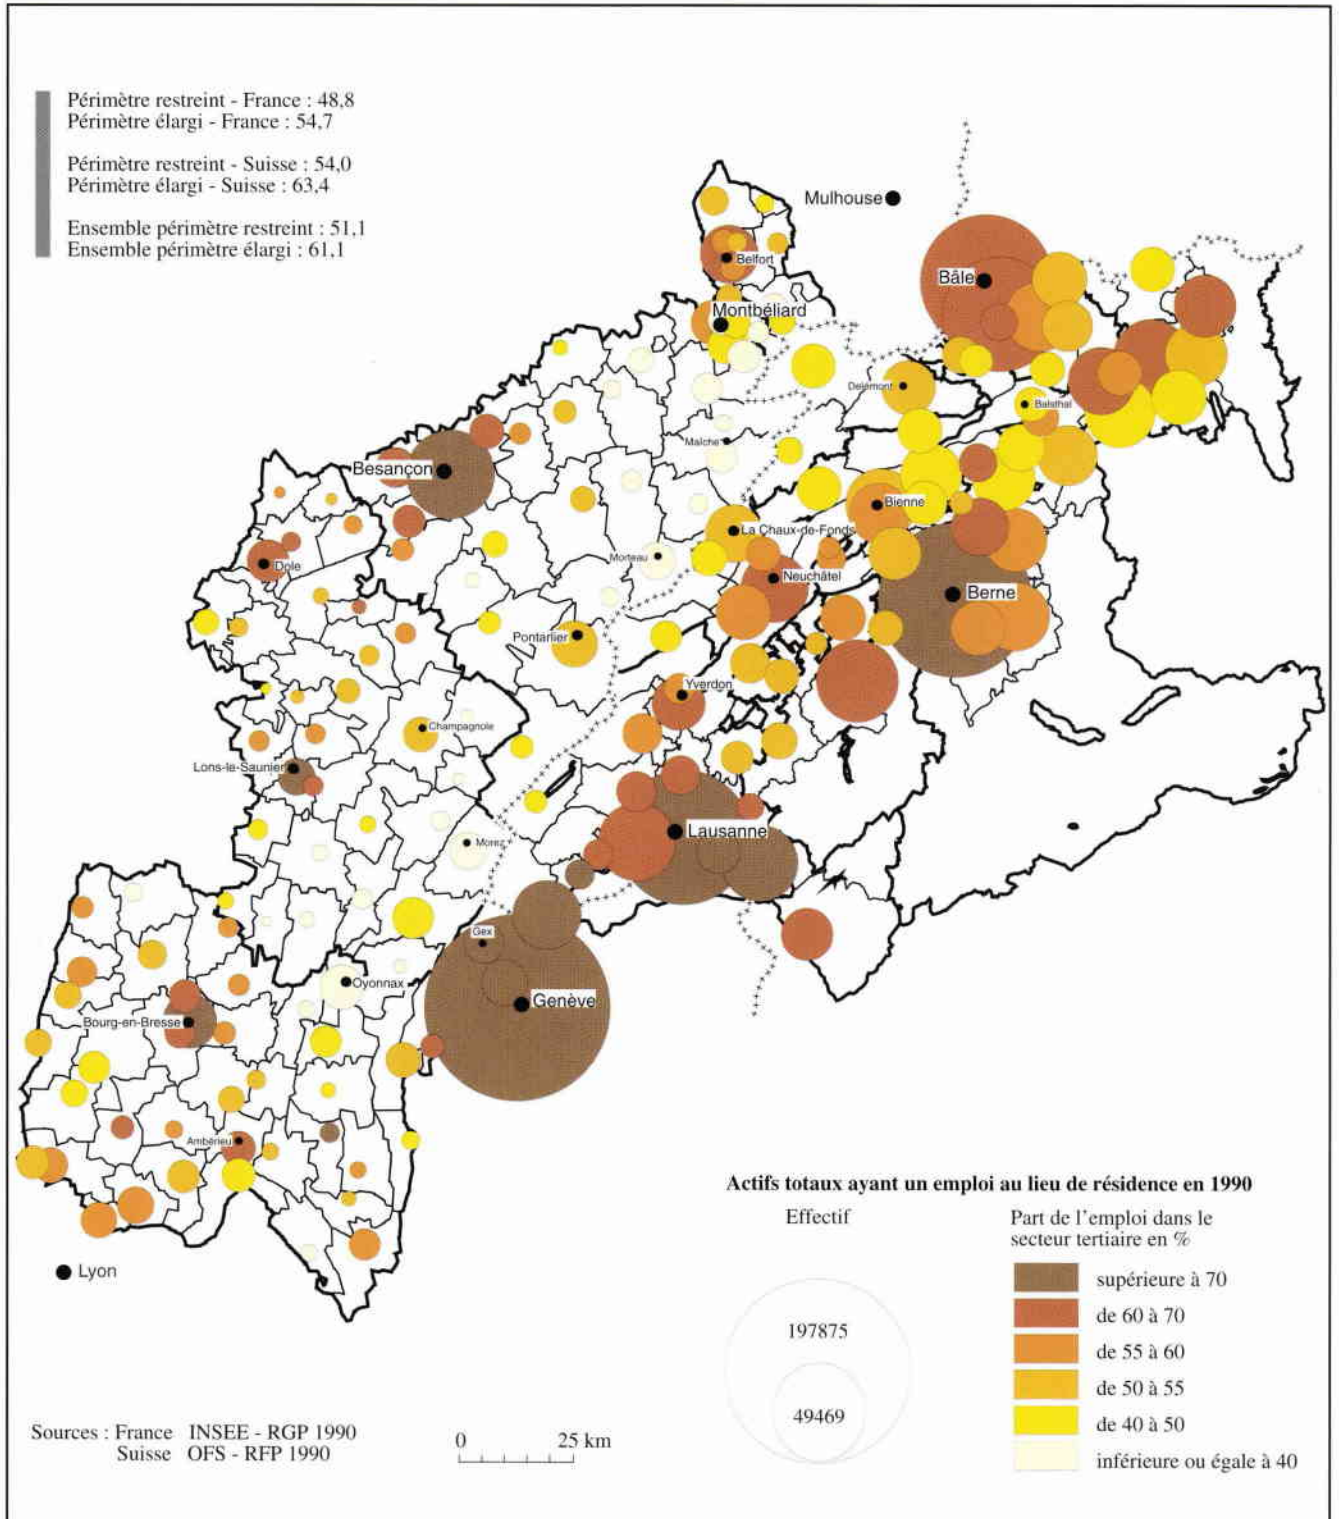 Périmètre restreint - France : 48,8
Périmètre élargi - France : 54,7
Périmètre restreint - Suisse : 54,0
Périmètre élargi - Suisse : 63,4
Ensemble périmètre restreint : 51,1
Ensemble périmètre élargi : 61,1
Mulhouse
Belfort
Bâle
Montbéliard
Delémont
Balsthal
Maîche
Besançon
Bienne
La Chaux-de-Fonds
Morteau
Dole
Neuchâtel
Berne
Pontarlier
Yverdon
Champagnole
Lons-le-Saunier
Lausanne
Morez
Gex
Oyonnax
Genève
Bourg-en-Bresse
Ambérieu
Lyon
Actifs totaux ayant un emploi au lieu de résidence en 1990
Effectif
197875
49469
Part de l'emploi dans le
secteur tertiaire en %
supérieure à 70
de 60 à 70
de 55 à 60
de 50 à 55
de 40 à 50
inférieure ou égale à 40
Sources : France INSEE - RGP 1990
Suisse OFS - RFP 1990
0 25 km